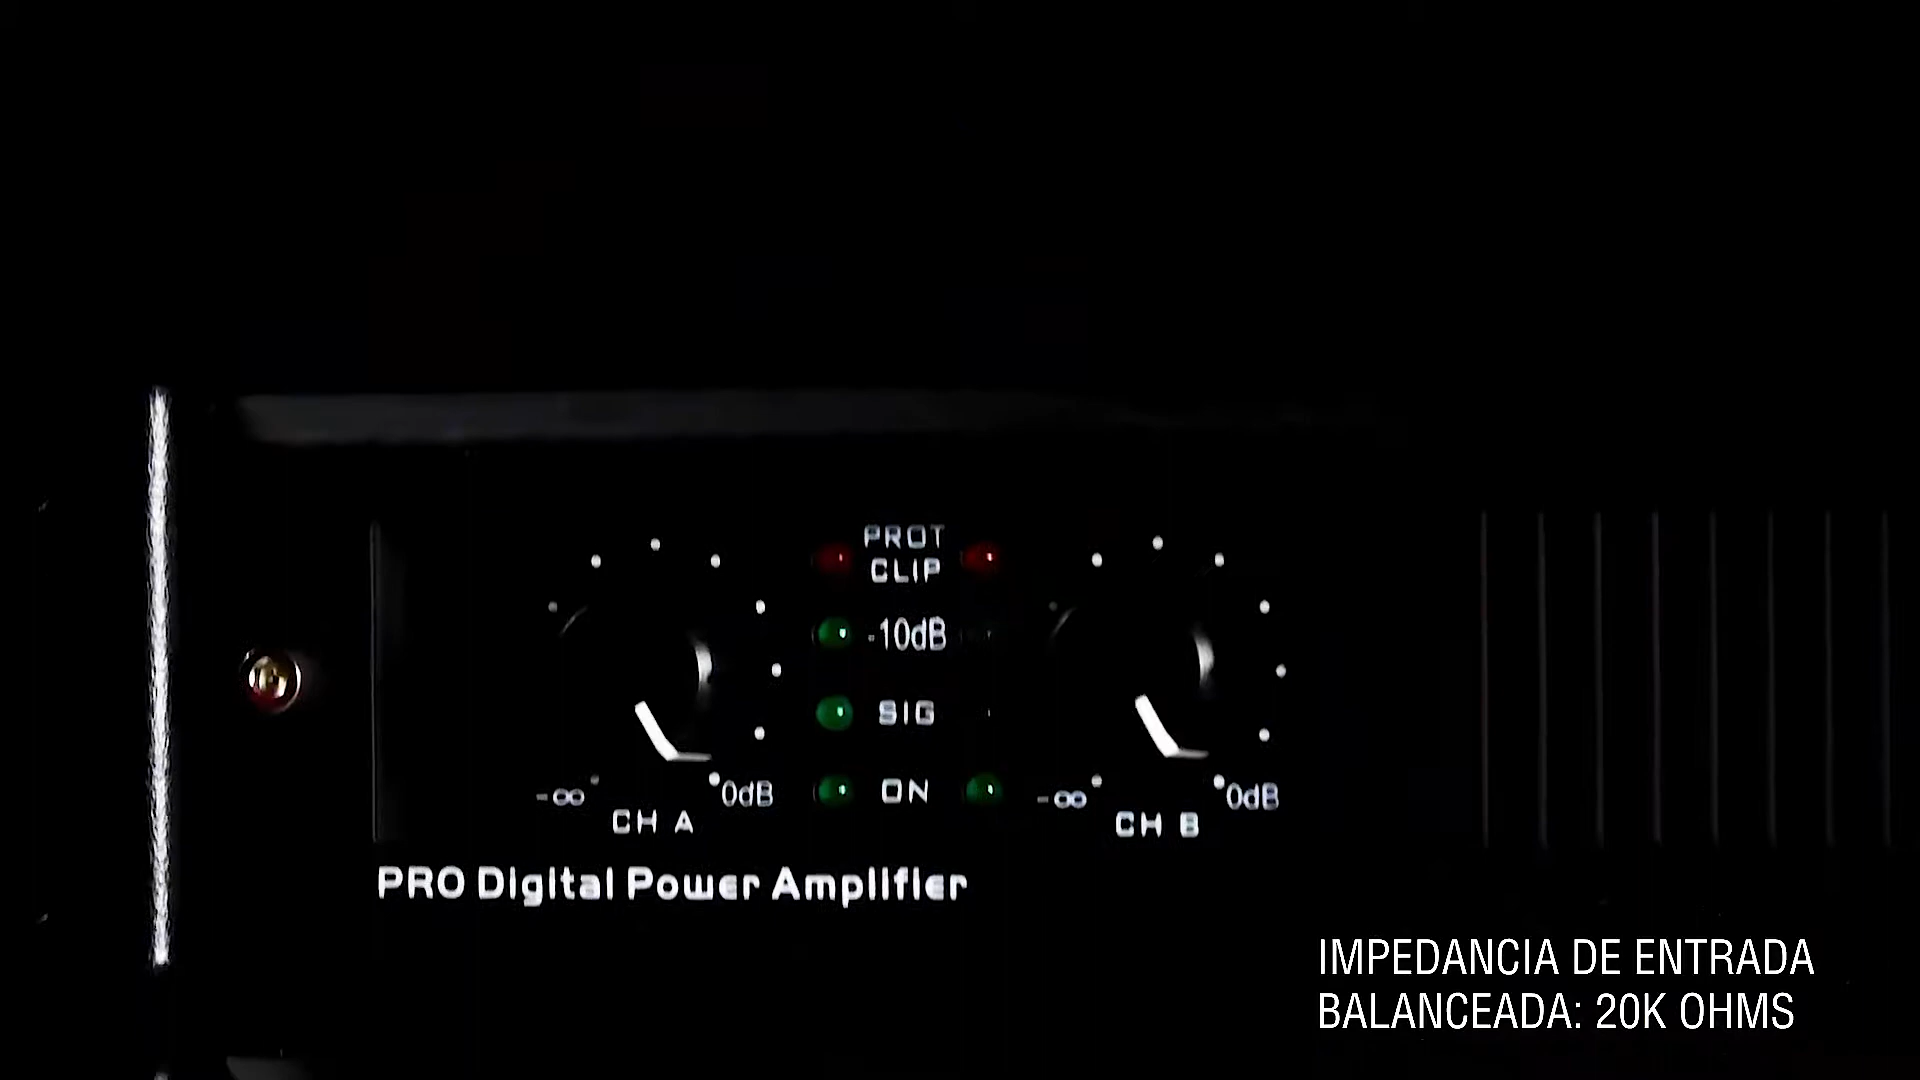 PROT
CLIP
-10dB
SIG
ON
-∞
0dB
CH A
-∞
0dB
CH B
PRO Digital Power Amplifier
IMPEDANCIA DE ENTRADA
BALANCEADA: 20K OHMS